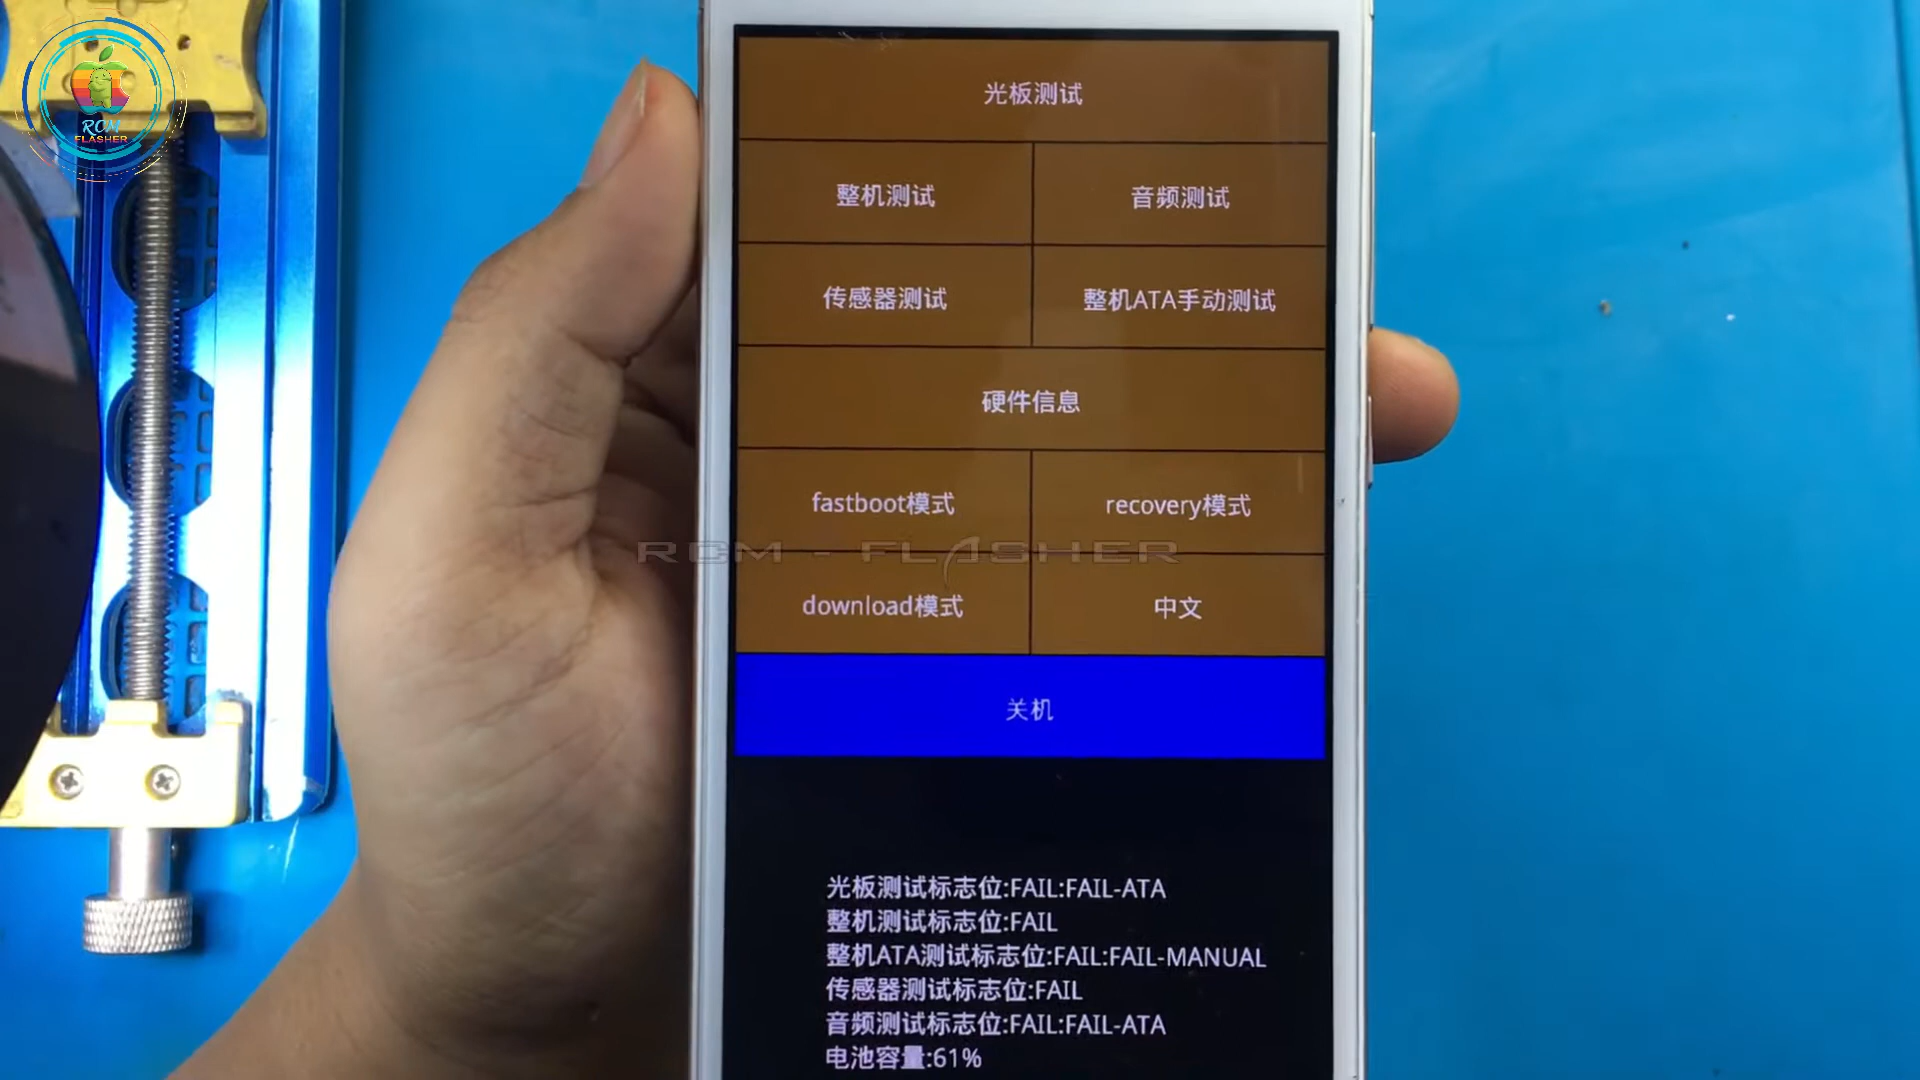 RCM
FLASHER
光板测试
整机测试
音频测试
传感器测试
整机ATA手动测试
硬件信息
fastboot模式
recovery模式
RCM - FLASHER
download模式
中文
关机
光板测试标志位:FAIL:FAIL-ATA
整机测试标志位:FAIL
整机ATA测试标志位:FAIL:FAIL-MANUAL
传感器测试标志位:FAIL
音频测试标志位:FAIL:FAIL-ATA
电池容量:61%